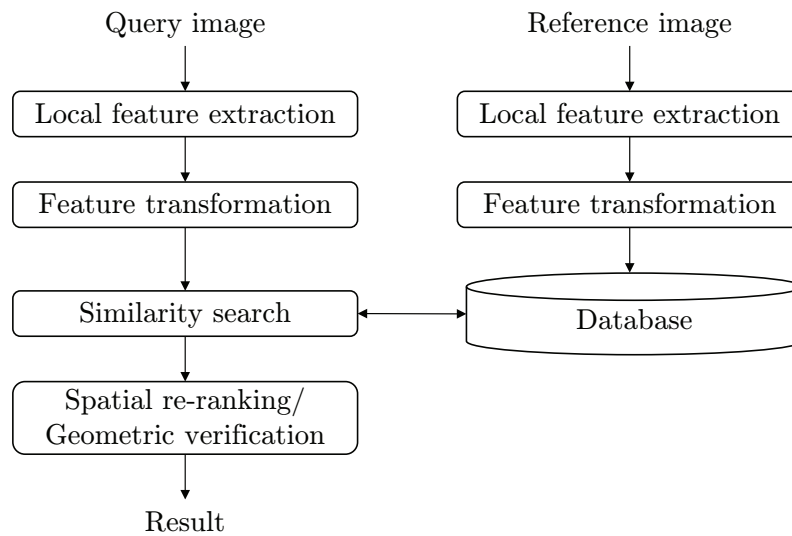 Query image
Reference image
Local feature extraction
Local feature extraction
Feature transformation
Feature transformation
Similarity search
Database
Spatial re-ranking/
Geometric verification
Result